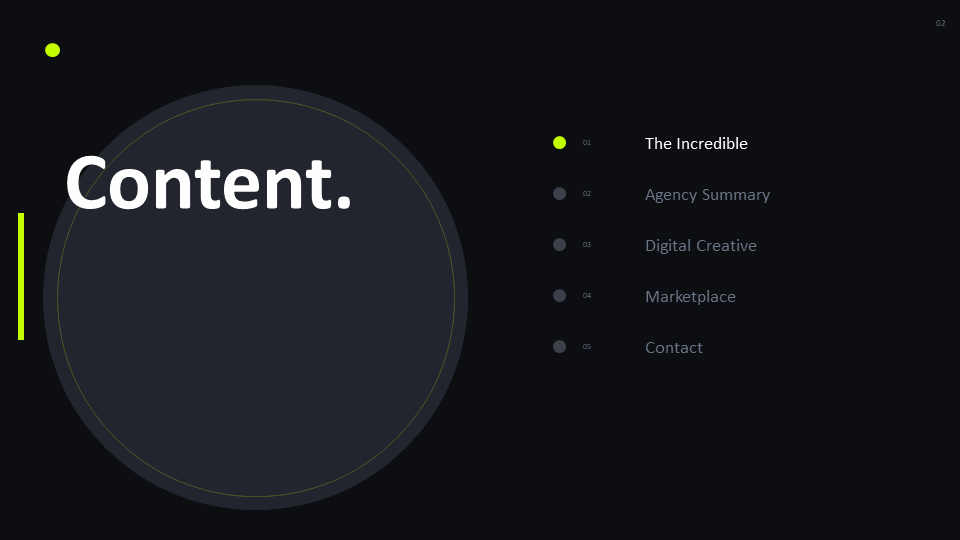 02
Content.
01 The Incredible
02 Agency Summary
03 Digital Creative
04 Marketplace
05 Contact